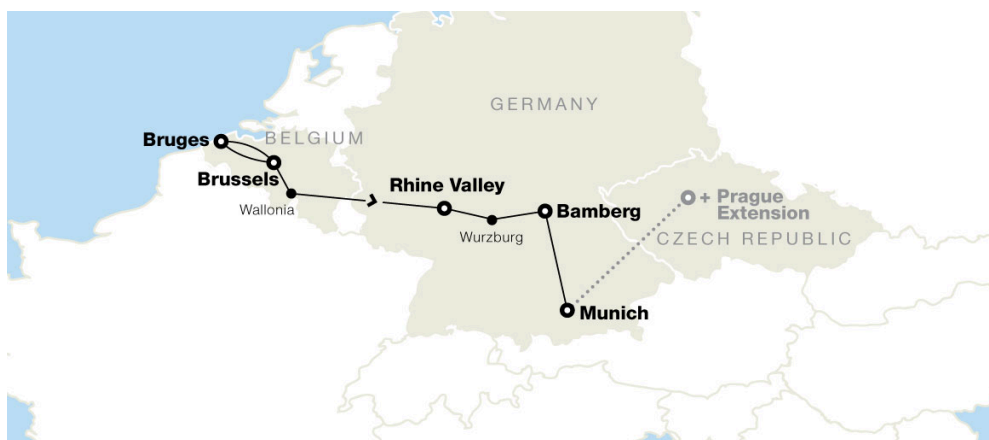 GERMANY
BELGIUM
Bruges
Brussels
Wallonia
Rhine Valley
Wurzburg
Bamberg
+ Prague
Extension
CZECH REPUBLIC
Munich